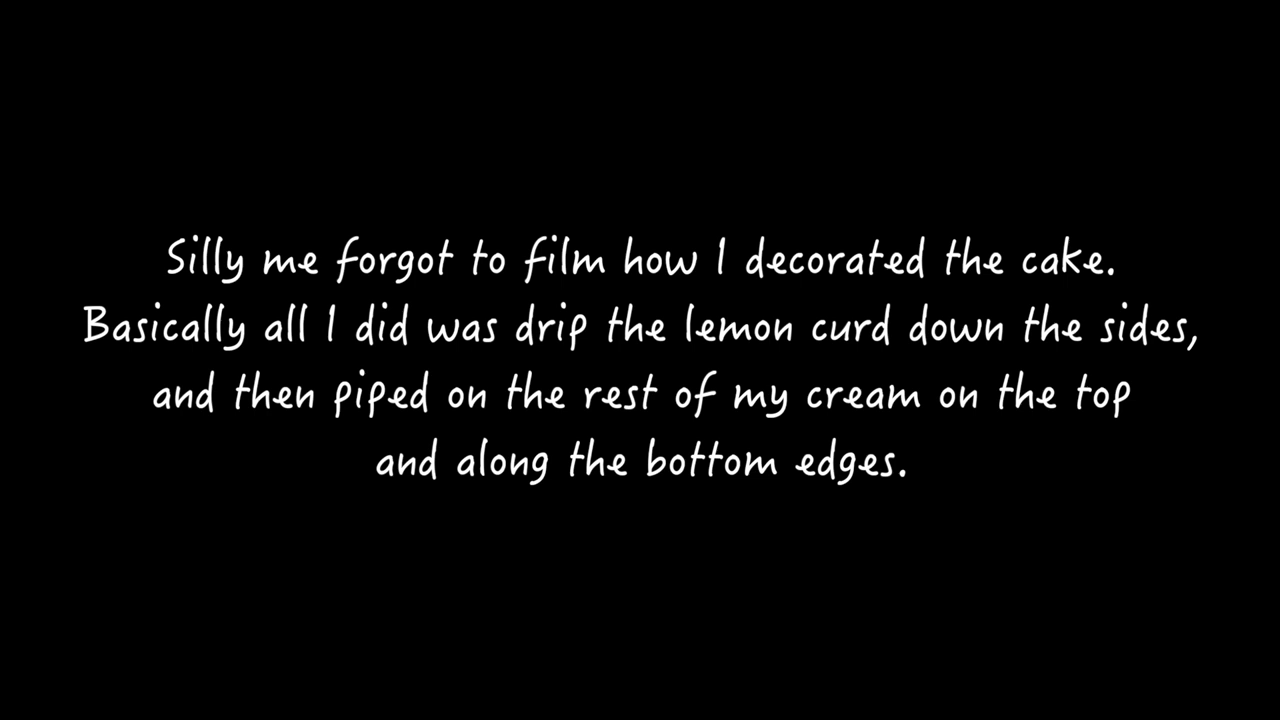 Silly me forgot to film how I decorated the cake.
Basically all I did was drip the lemon curd down the sides,
and then piped on the rest of my cream on the top
and along the bottom edges.